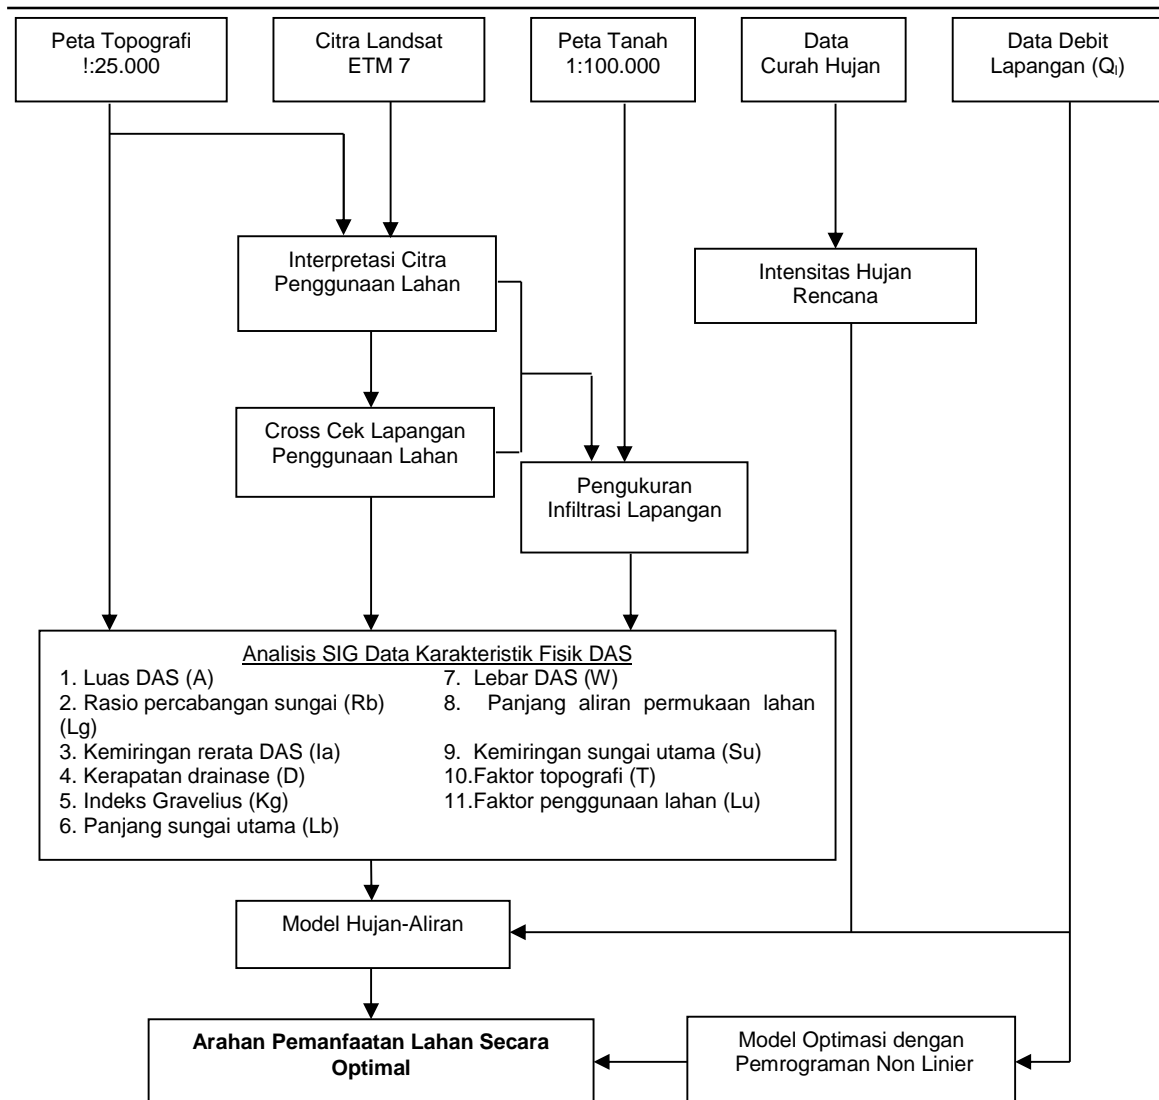 Peta Topografi
!:25.000
Citra Landsat
ETM 7
Peta Tanah
1:100.000
Data
Curah Hujan
Data Debit
Lapangan (Qₗ)
Interpretasi Citra
Penggunaan Lahan
Intensitas Hujan
Rencana
Cross Cek Lapangan
Penggunaan Lahan
Pengukuran
Infiltrasi Lapangan
Analisis SIG Data Karakteristik Fisik DAS
1. Luas DAS (A) 7. Lebar DAS (W)
2. Rasio percabangan sungai (Rb) 8. Panjang aliran permukaan lahan
(Lg)
3. Kemiringan rerata DAS (Ia) 9. Kemiringan sungai utama (Su)
4. Kerapatan drainase (D) 10.Faktor topografi (T)
5. Indeks Gravelius (Kg) 11.Faktor penggunaan lahan (Lu)
6. Panjang sungai utama (Lb)
Model Hujan-Aliran
Arahan Pemanfaatan Lahan Secara
Optimal
Model Optimasi dengan
Pemrograman Non Linier